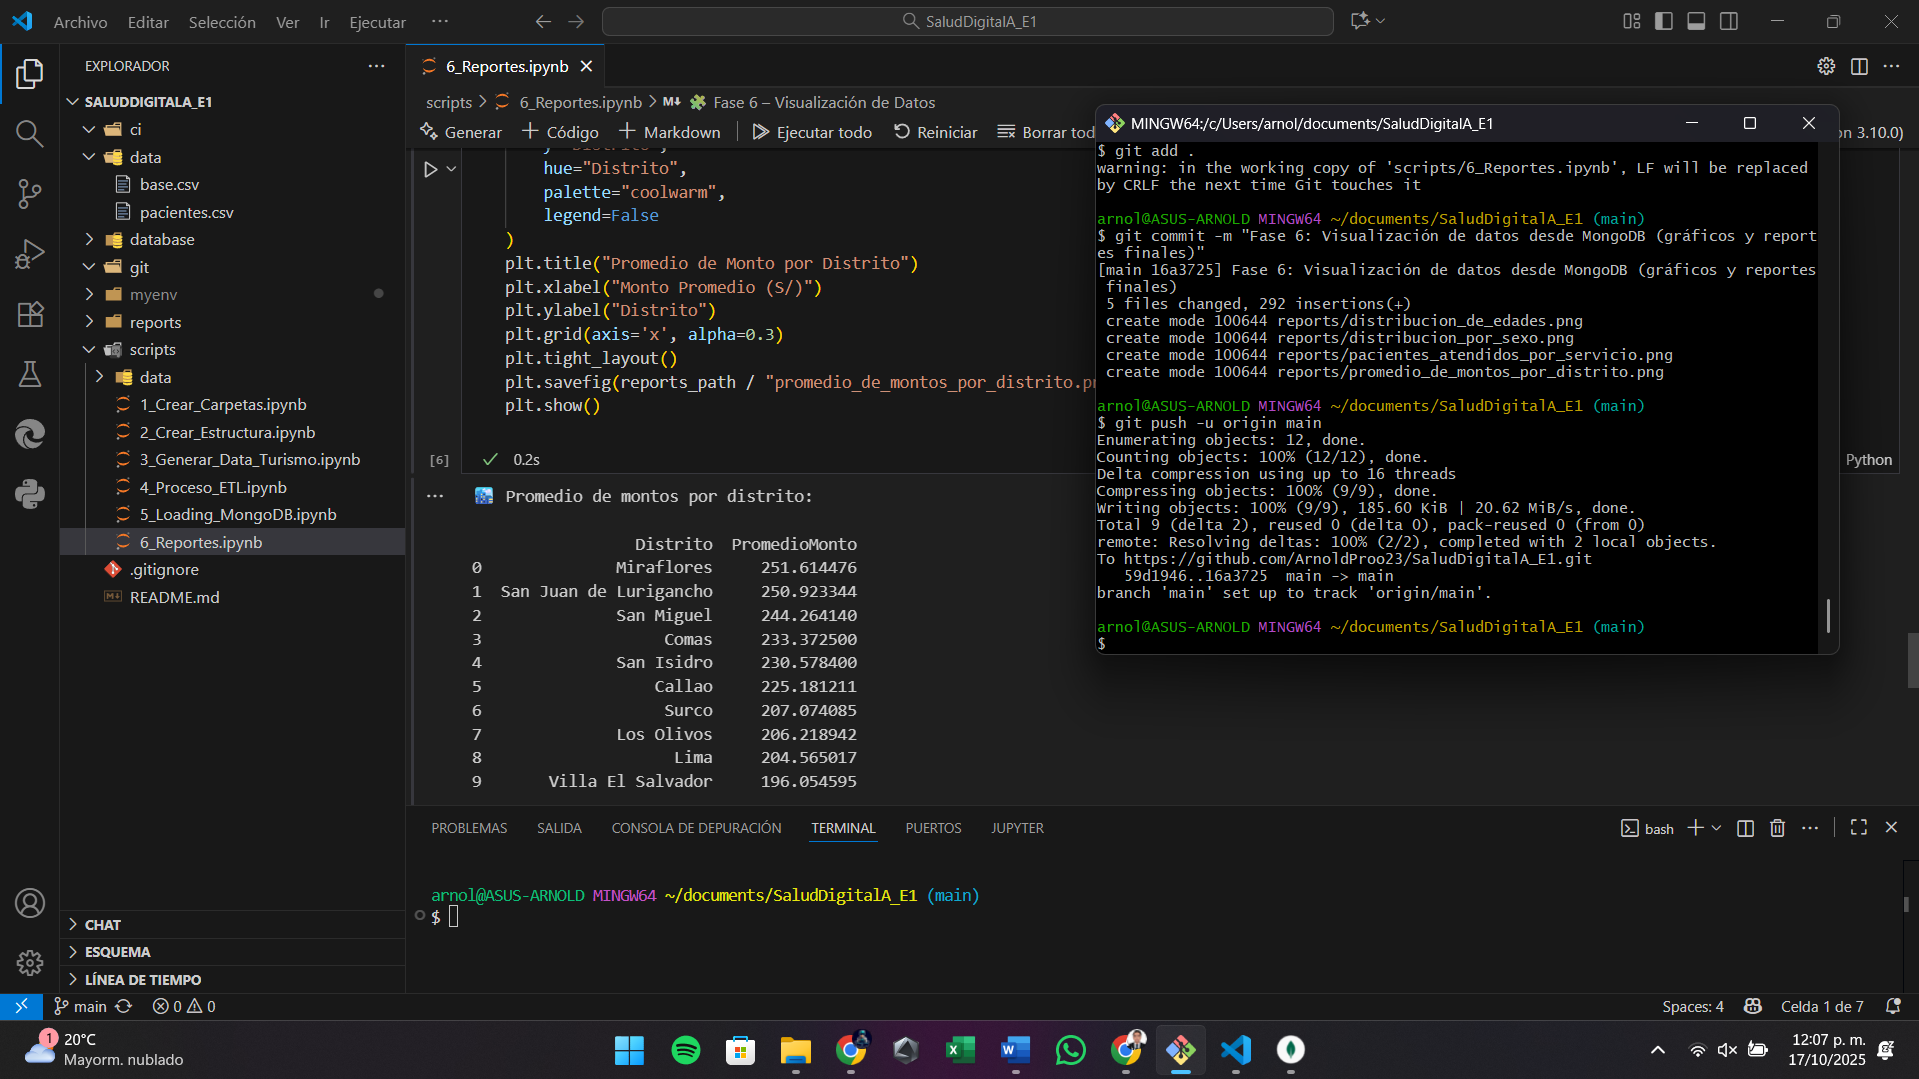 Archivo Editar Selección Ver Ir Ejecutar ···
SaludDigitalA_E1
EXPLORADOR
SALUDDIGITALA_E1
ci
data
base.csv
pacientes.csv
database
git
myenv
reports
scripts
data
1_Crear_Carpetas.ipynb
2_Crear_Estructura.ipynb
3_Generar_Data_Turismo.ipynb
4_Proceso_ETL.ipynb
5_Loading_MongoDB.ipynb
6_Reportes.ipynb
.gitignore
README.md
CHAT
ESQUEMA
LÍNEA DE TIEMPO
6_Reportes.ipynb
scripts > 6_Reportes.ipynb > M↓ Fase 6 – Visualización de Datos
Generar + Código + Markdown Ejecutar todo Reiniciar Borrar tod
on 3.10.0)
hue="Distrito",
palette="coolwarm",
legend=False
)
plt.title("Promedio de Monto por Distrito")
plt.xlabel("Monto Promedio (S/)")
plt.ylabel("Distrito")
plt.grid(axis='x', alpha=0.3)
plt.tight_layout()
plt.savefig(reports_path / "promedio_de_montos_por_distrito.pn
plt.show()
[6] 0.2s
Python
Promedio de montos por distrito:
Distrito PromedioMonto
0 Miraflores 251.614476
1 San Juan de Lurigancho 250.923344
2 San Miguel 244.264140
3 Comas 233.372500
4 San Isidro 230.578400
5 Callao 225.181211
6 Surco 207.074085
7 Los Olivos 206.218942
8 Lima 204.565017
9 Villa El Salvador 196.054595
MINGW64:/c/Users/arnol/documents/SaludDigitalA_E1
$ git add .
warning: in the working copy of 'scripts/6_Reportes.ipynb', LF will be replaced
by CRLF the next time Git touches it
arnol@ASUS-ARNOLD MINGW64 ~/documents/SaludDigitalA_E1 (main)
$ git commit -m "Fase 6: Visualización de datos desde MongoDB (gráficos y report
es finales)"
[main 16a3725] Fase 6: Visualización de datos desde MongoDB (gráficos y reportes
finales)
5 files changed, 292 insertions(+)
create mode 100644 reports/distribucion_de_edades.png
create mode 100644 reports/distribucion_por_sexo.png
create mode 100644 reports/pacientes_atendidos_por_servicio.png
create mode 100644 reports/promedio_de_montos_por_distrito.png
arnol@ASUS-ARNOLD MINGW64 ~/documents/SaludDigitalA_E1 (main)
$ git push -u origin main
Enumerating objects: 12, done.
Counting objects: 100% (12/12), done.
Delta compression using up to 16 threads
Compressing objects: 100% (9/9), done.
Writing objects: 100% (9/9), 185.60 KiB | 20.62 MiB/s, done.
Total 9 (delta 2), reused 0 (delta 0), pack-reused 0 (from 0)
remote: Resolving deltas: 100% (2/2), completed with 2 local objects.
To https://github.com/ArnoldProo23/SaludDigitalA_E1.git
59d1946..16a3725 main -> main
branch 'main' set up to track 'origin/main'.
arnol@ASUS-ARNOLD MINGW64 ~/documents/SaludDigitalA_E1 (main)
$
PROBLEMAS SALIDA CONSOLA DE DEPURACIÓN TERMINAL PUERTOS JUPYTER
bash
arnol@ASUS-ARNOLD MINGW64 ~/documents/SaludDigitalA_E1 (main)
$
main 0 0
Spaces: 4 Celda 1 de 7
1
20°C
Mayorm. nublado
12:07 p. m.
17/10/2025